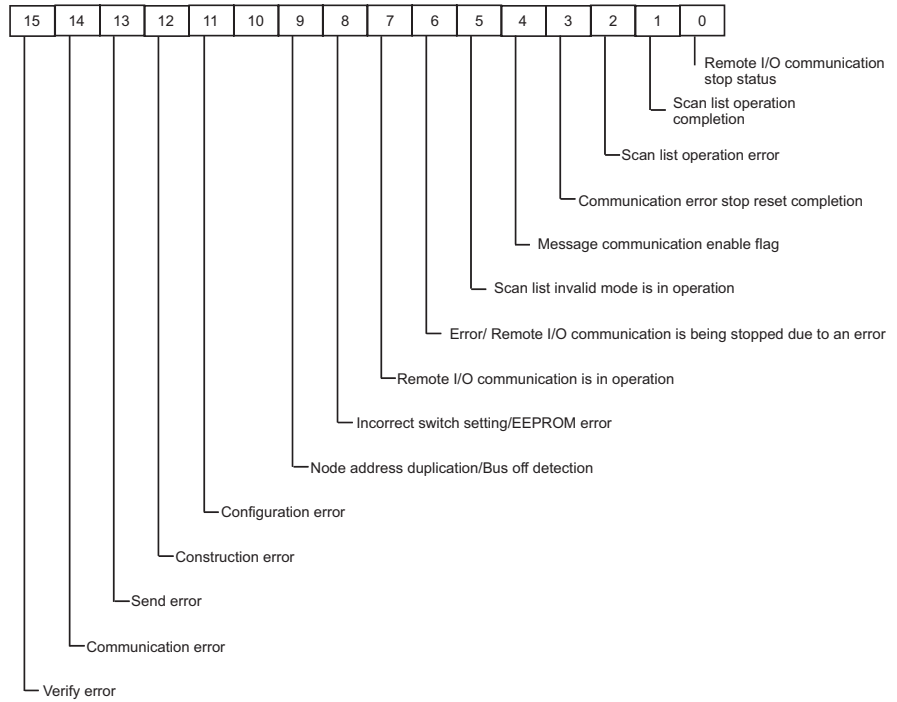 15 14 13 12 11 10 9 8 7 6 5 4 3 2 1 0
Remote I/O communication
stop status
Scan list operation
completion
Scan list operation error
Communication error stop reset completion
Message communication enable flag
Scan list invalid mode is in operation
Error/ Remote I/O communication is being stopped due to an error
Remote I/O communication is in operation
Incorrect switch setting/EEPROM error
Node address duplication/Bus off detection
Configuration error
Construction error
Send error
Communication error
Verify error